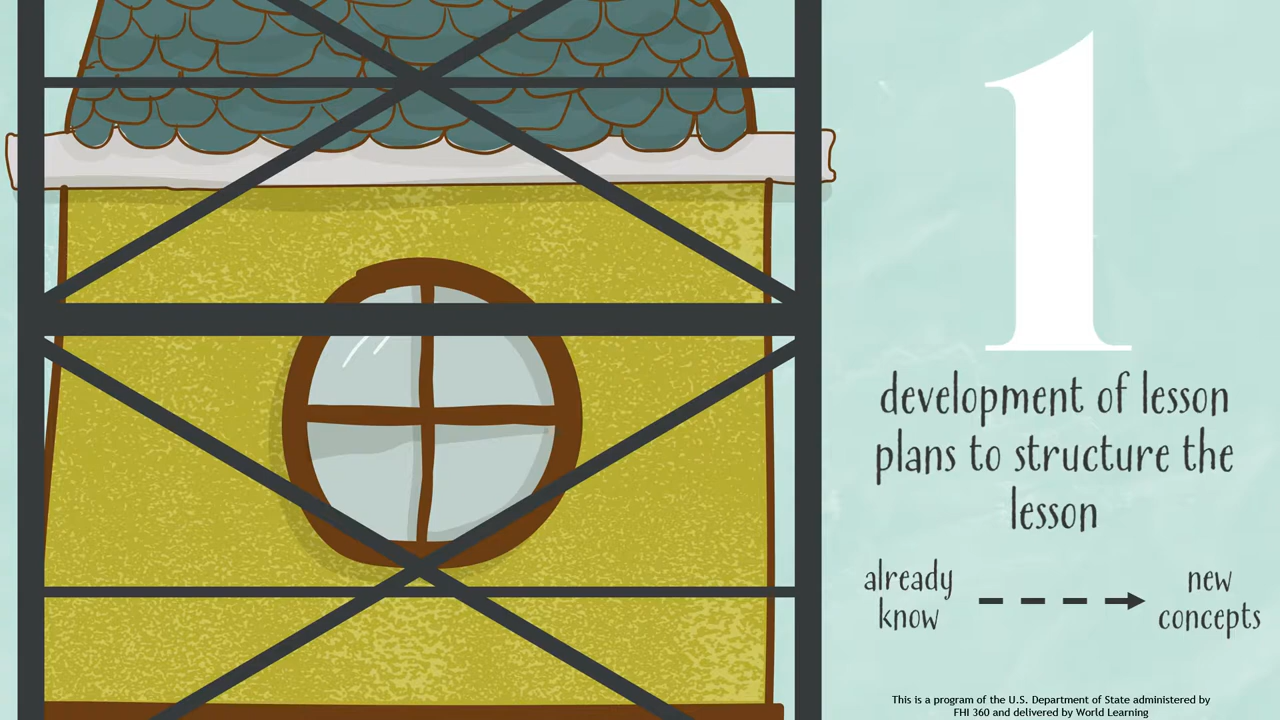 1
development of lesson
plans to structure the
lesson
already
know
new
concepts
This is a program of the U.S. Department of State administered by
FHI 360 and delivered by World Learning